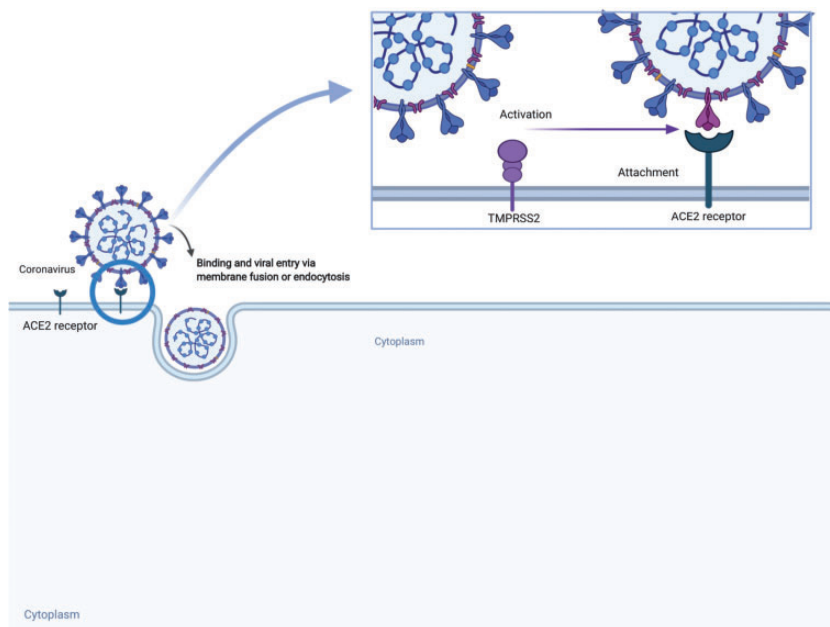 Activation
Attachment
TMPRSS2
ACE2 receptor
Coronavirus
Binding and viral entry via
membrane fusion or endocytosis
ACE2 receptor
Cytoplasm
Cytoplasm